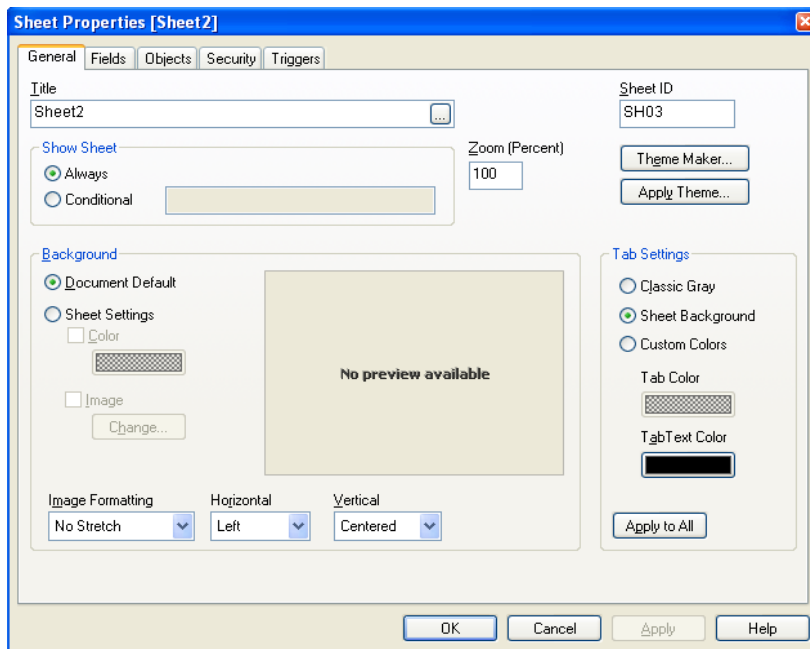 Sheet Properties [Sheet2]
General Fields Objects Security Triggers
Title
Sheet2
...
Sheet ID
SH03
Show Sheet
Always
Conditional
Zoom (Percent)
100
Theme Maker...
Apply Theme...
Background
Document Default
Sheet Settings
Color
Image
Change...
No preview available
Image Formatting
No Stretch
Horizontal
Left
Vertical
Centered
Tab Settings
Classic Gray
Sheet Background
Custom Colors
Tab Color
TabText Color
Apply to All
OK Cancel Apply Help